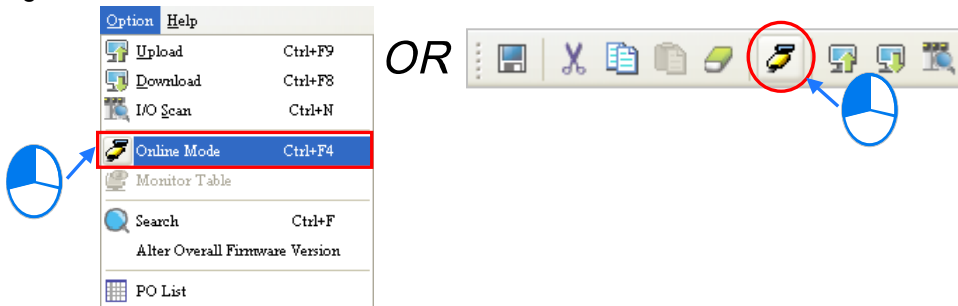 Option Help
Upload Ctrl+F9
Download Ctrl+F8
I/O Scan Ctrl+N
Online Mode Ctrl+F4
Monitor Table
Search Ctrl+F
Alter Overall Firmware Version
PO List
OR